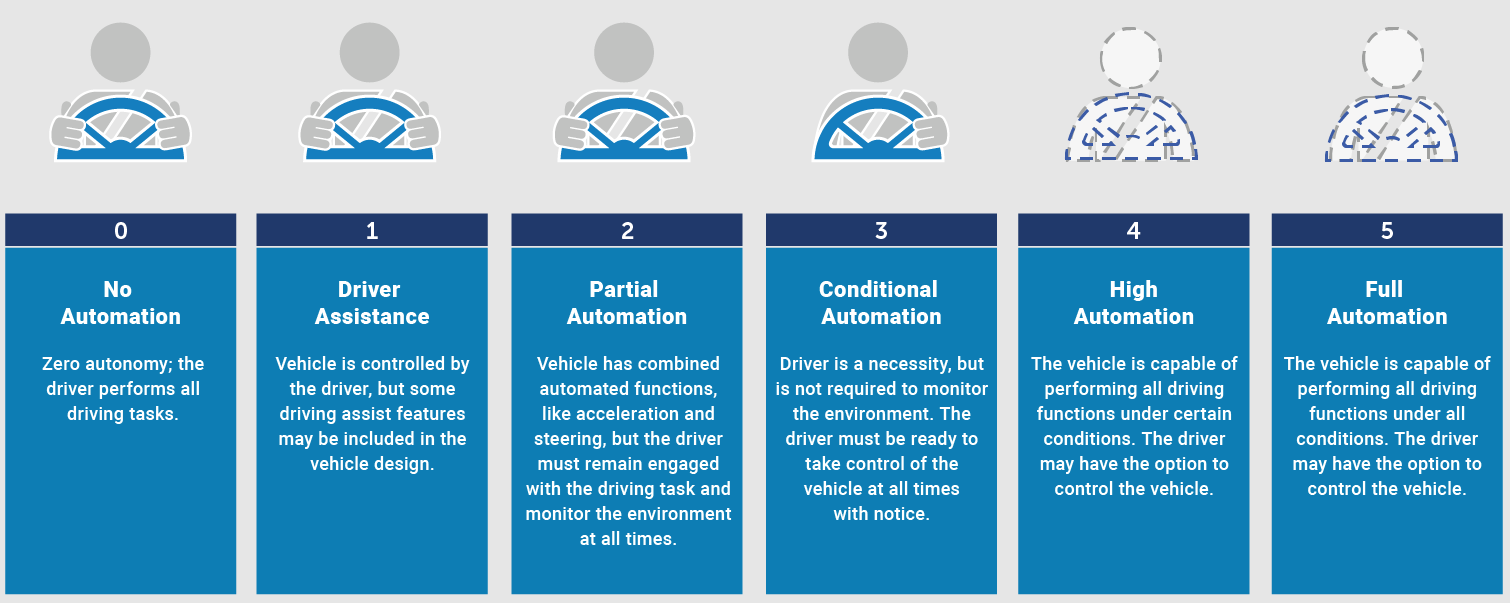 0
No
Automation
Zero autonomy; the
driver performs all
driving tasks.
1
Driver
Assistance
Vehicle is controlled by
the driver, but some
driving assist features
may be included in the
vehicle design.
2
Partial
Automation
Vehicle has combined
automated functions,
like acceleration and
steering, but the driver
must remain engaged
with the driving task and
monitor the environment
at all times.
3
Conditional
Automation
Driver is a necessity, but
is not required to monitor
the environment. The
driver must be ready to
take control of the
vehicle at all times
with notice.
4
High
Automation
The vehicle is capable of
performing all driving
functions under certain
conditions. The driver
may have the option to
control the vehicle.
5
Full
Automation
The vehicle is capable of
performing all driving
functions under all
conditions. The driver
may have the option to
control the vehicle.